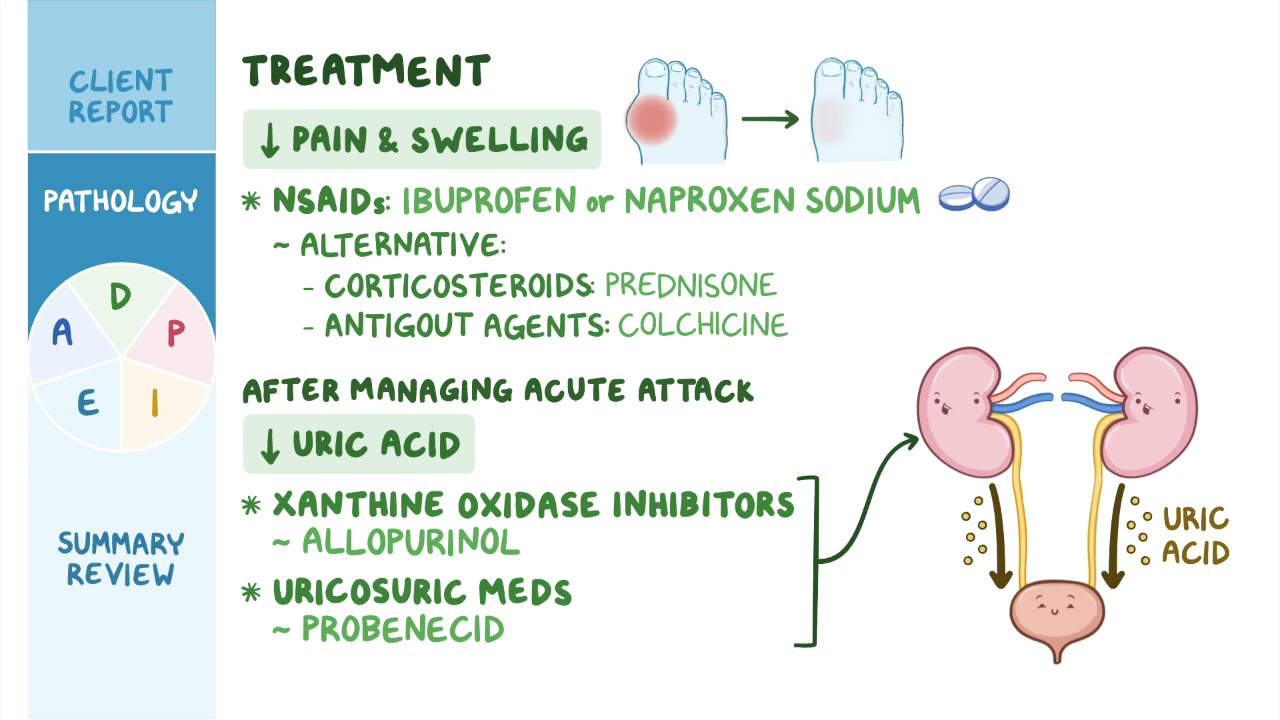 CLIENT
REPORT
PATHOLOGY
A
D
P
E
I
SUMMARY
REVIEW
TREATMENT
↓ PAIN & SWELLING
* NSAIDs: IBUPROFEN or NAPROXEN SODIUM
~ ALTERNATIVE:
- CORTICOSTEROIDS: PREDNISONE
- ANTIGOUT AGENTS: COLCHICINE
AFTER MANAGING ACUTE ATTACK
↓ URIC ACID
* XANTHINE OXIDASE INHIBITORS
~ ALLOPURINOL
* URICOSURIC MEDS
~ PROBENECID
URIC
ACID